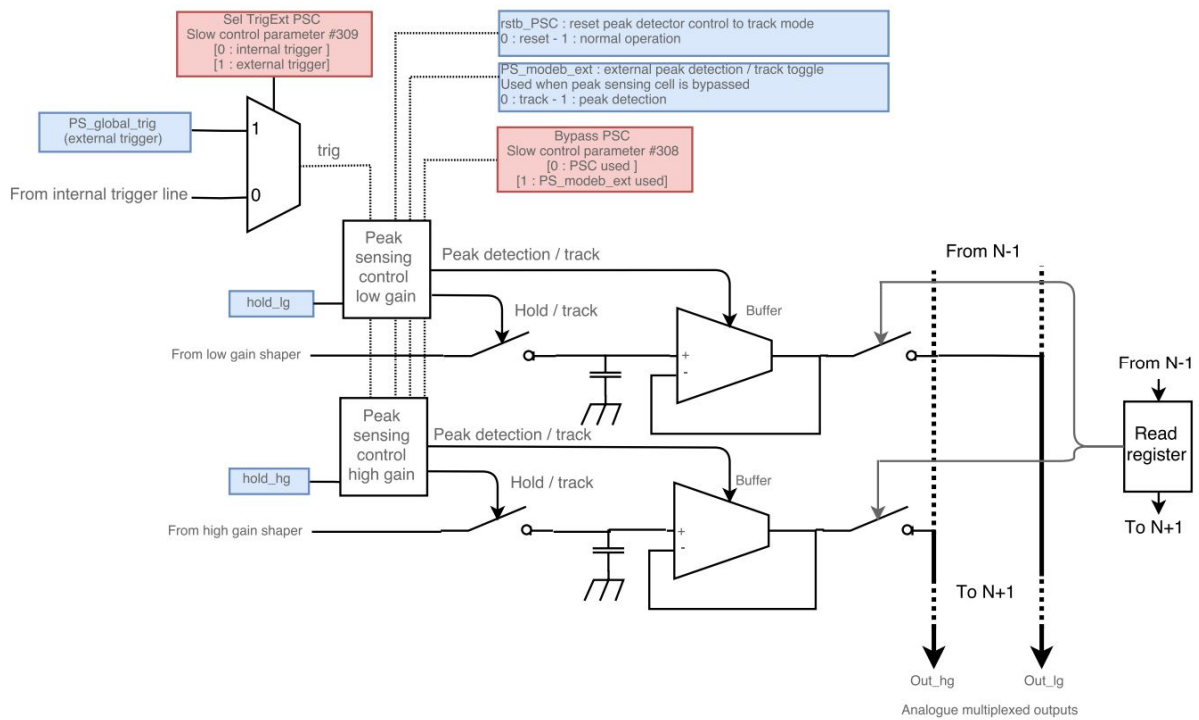 Sel TrigExt PSC
Slow control parameter #309
[0 : internal trigger ]
[1 : external trigger]
rstb_PSC : reset peak detector control to track mode
0 : reset - 1 : normal operation
PS_modeb_ext : external peak detection / track toggle
Used when peak sensing cell is bypassed
0 : track - 1 : peak detection
PS_global_trig
(external trigger)
1
trig
Bypass PSC
Slow control parameter #308
[0 : PSC used ]
[1 : PS_modeb_ext used]
From internal trigger line
0
Peak
sensing
control
low gain
Peak detection / track
From N-1
hold_lg
Hold / track
Buffer
From low gain shaper
+
-
From N-1
Peak
sensing
control
high gain
Peak detection / track
Read
register
hold_hg
Hold / track
Buffer
From high gain shaper
+
-
To N+1
To N+1
Out_hg
Out_lg
Analogue multiplexed outputs